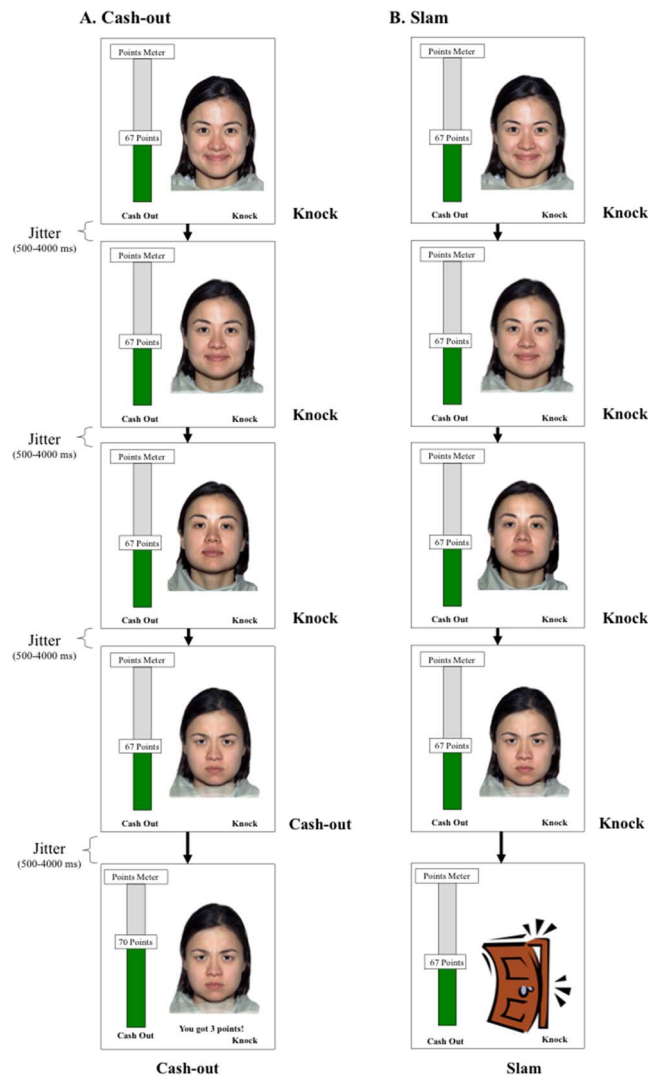 A. Cash-out
Points Meter
67 Points
Cash Out Knock
Knock
Jitter
(500-4000 ms)
Points Meter
67 Points
Cash Out Knock
Knock
Jitter
(500-4000 ms)
Points Meter
67 Points
Cash Out Knock
Knock
Jitter
(500-4000 ms)
Points Meter
67 Points
Cash Out Knock
Cash-out
Jitter
(500-4000 ms)
Points Meter
70 Points
You got 3 points!
Cash Out Knock
Cash-out
B. Slam
Points Meter
67 Points
Cash Out Knock
Knock
Points Meter
67 Points
Cash Out Knock
Knock
Points Meter
67 Points
Cash Out Knock
Knock
Points Meter
67 Points
Cash Out Knock
Knock
Points Meter
67 Points
Cash Out Knock
Slam